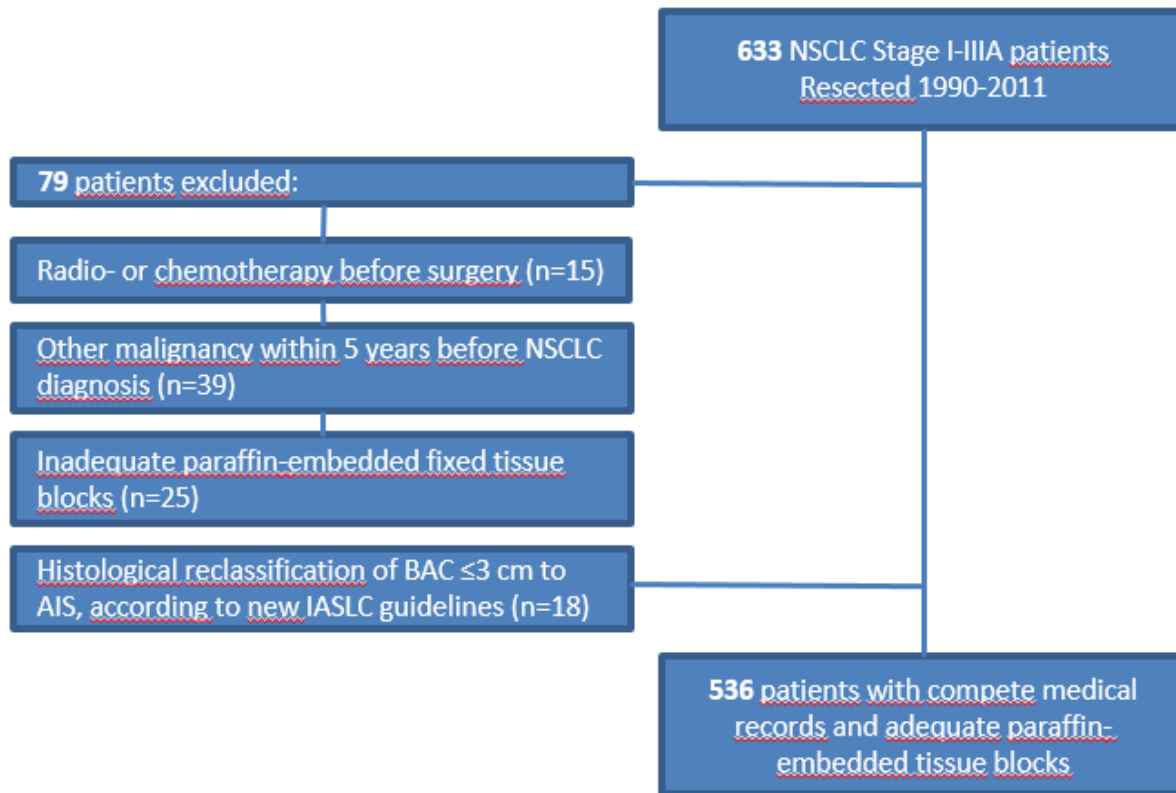 633 NSCLC Stage I-IIIA patients
Resected 1990-2011
79 patients excluded:
Radio- or chemotherapy before surgery (n=15)
Other malignancy within 5 years before NSCLC
diagnosis (n=39)
Inadequate paraffin-embedded fixed tissue
blocks (n=25)
Histological reclassification of BAC ≤3 cm to
AIS, according to new IASLC guidelines (n=18)
536 patients with compete medical
records and adequate paraffin-
embedded tissue blocks